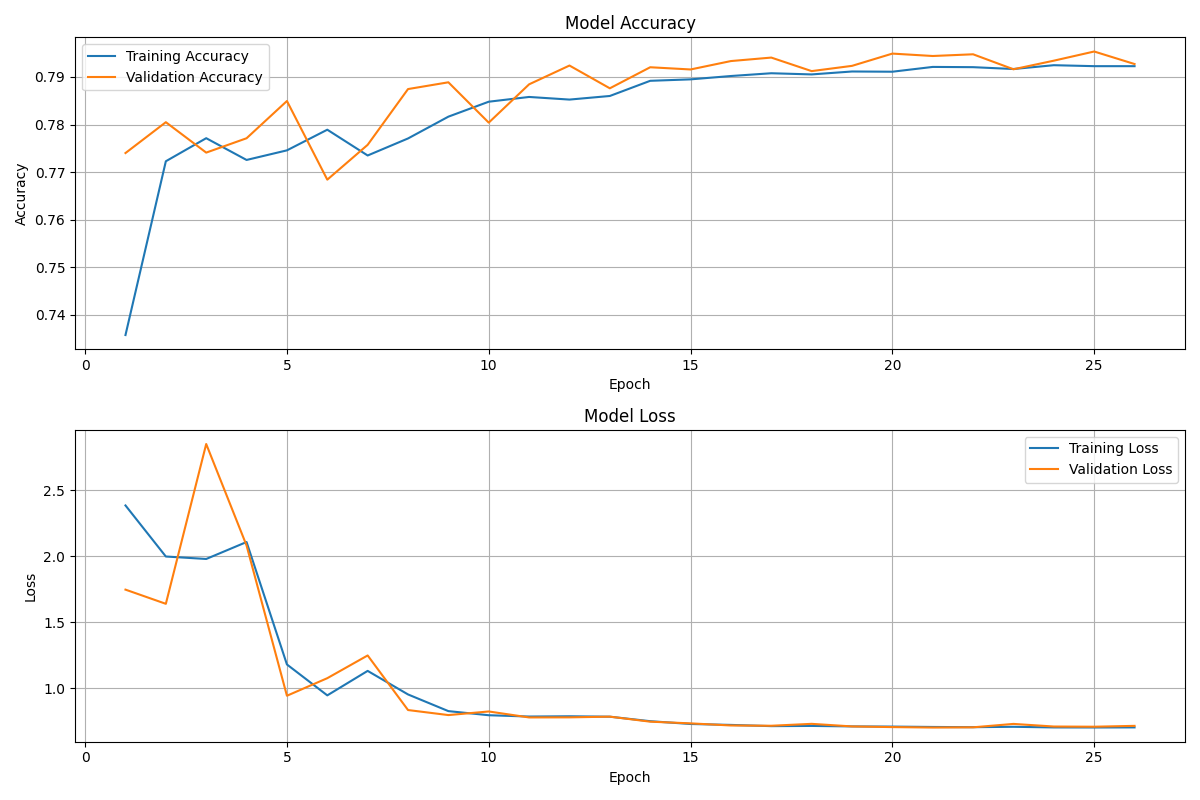 Model Accuracy
Training Accuracy
Validation Accuracy
0.79
0.78
0.77
0.76
0.75
0.74
Accuracy
0 5 10 15 20 25
Epoch
Model Loss
Training Loss
Validation Loss
2.5
2.0
1.5
1.0
Loss
0 5 10 15 20 25
Epoch